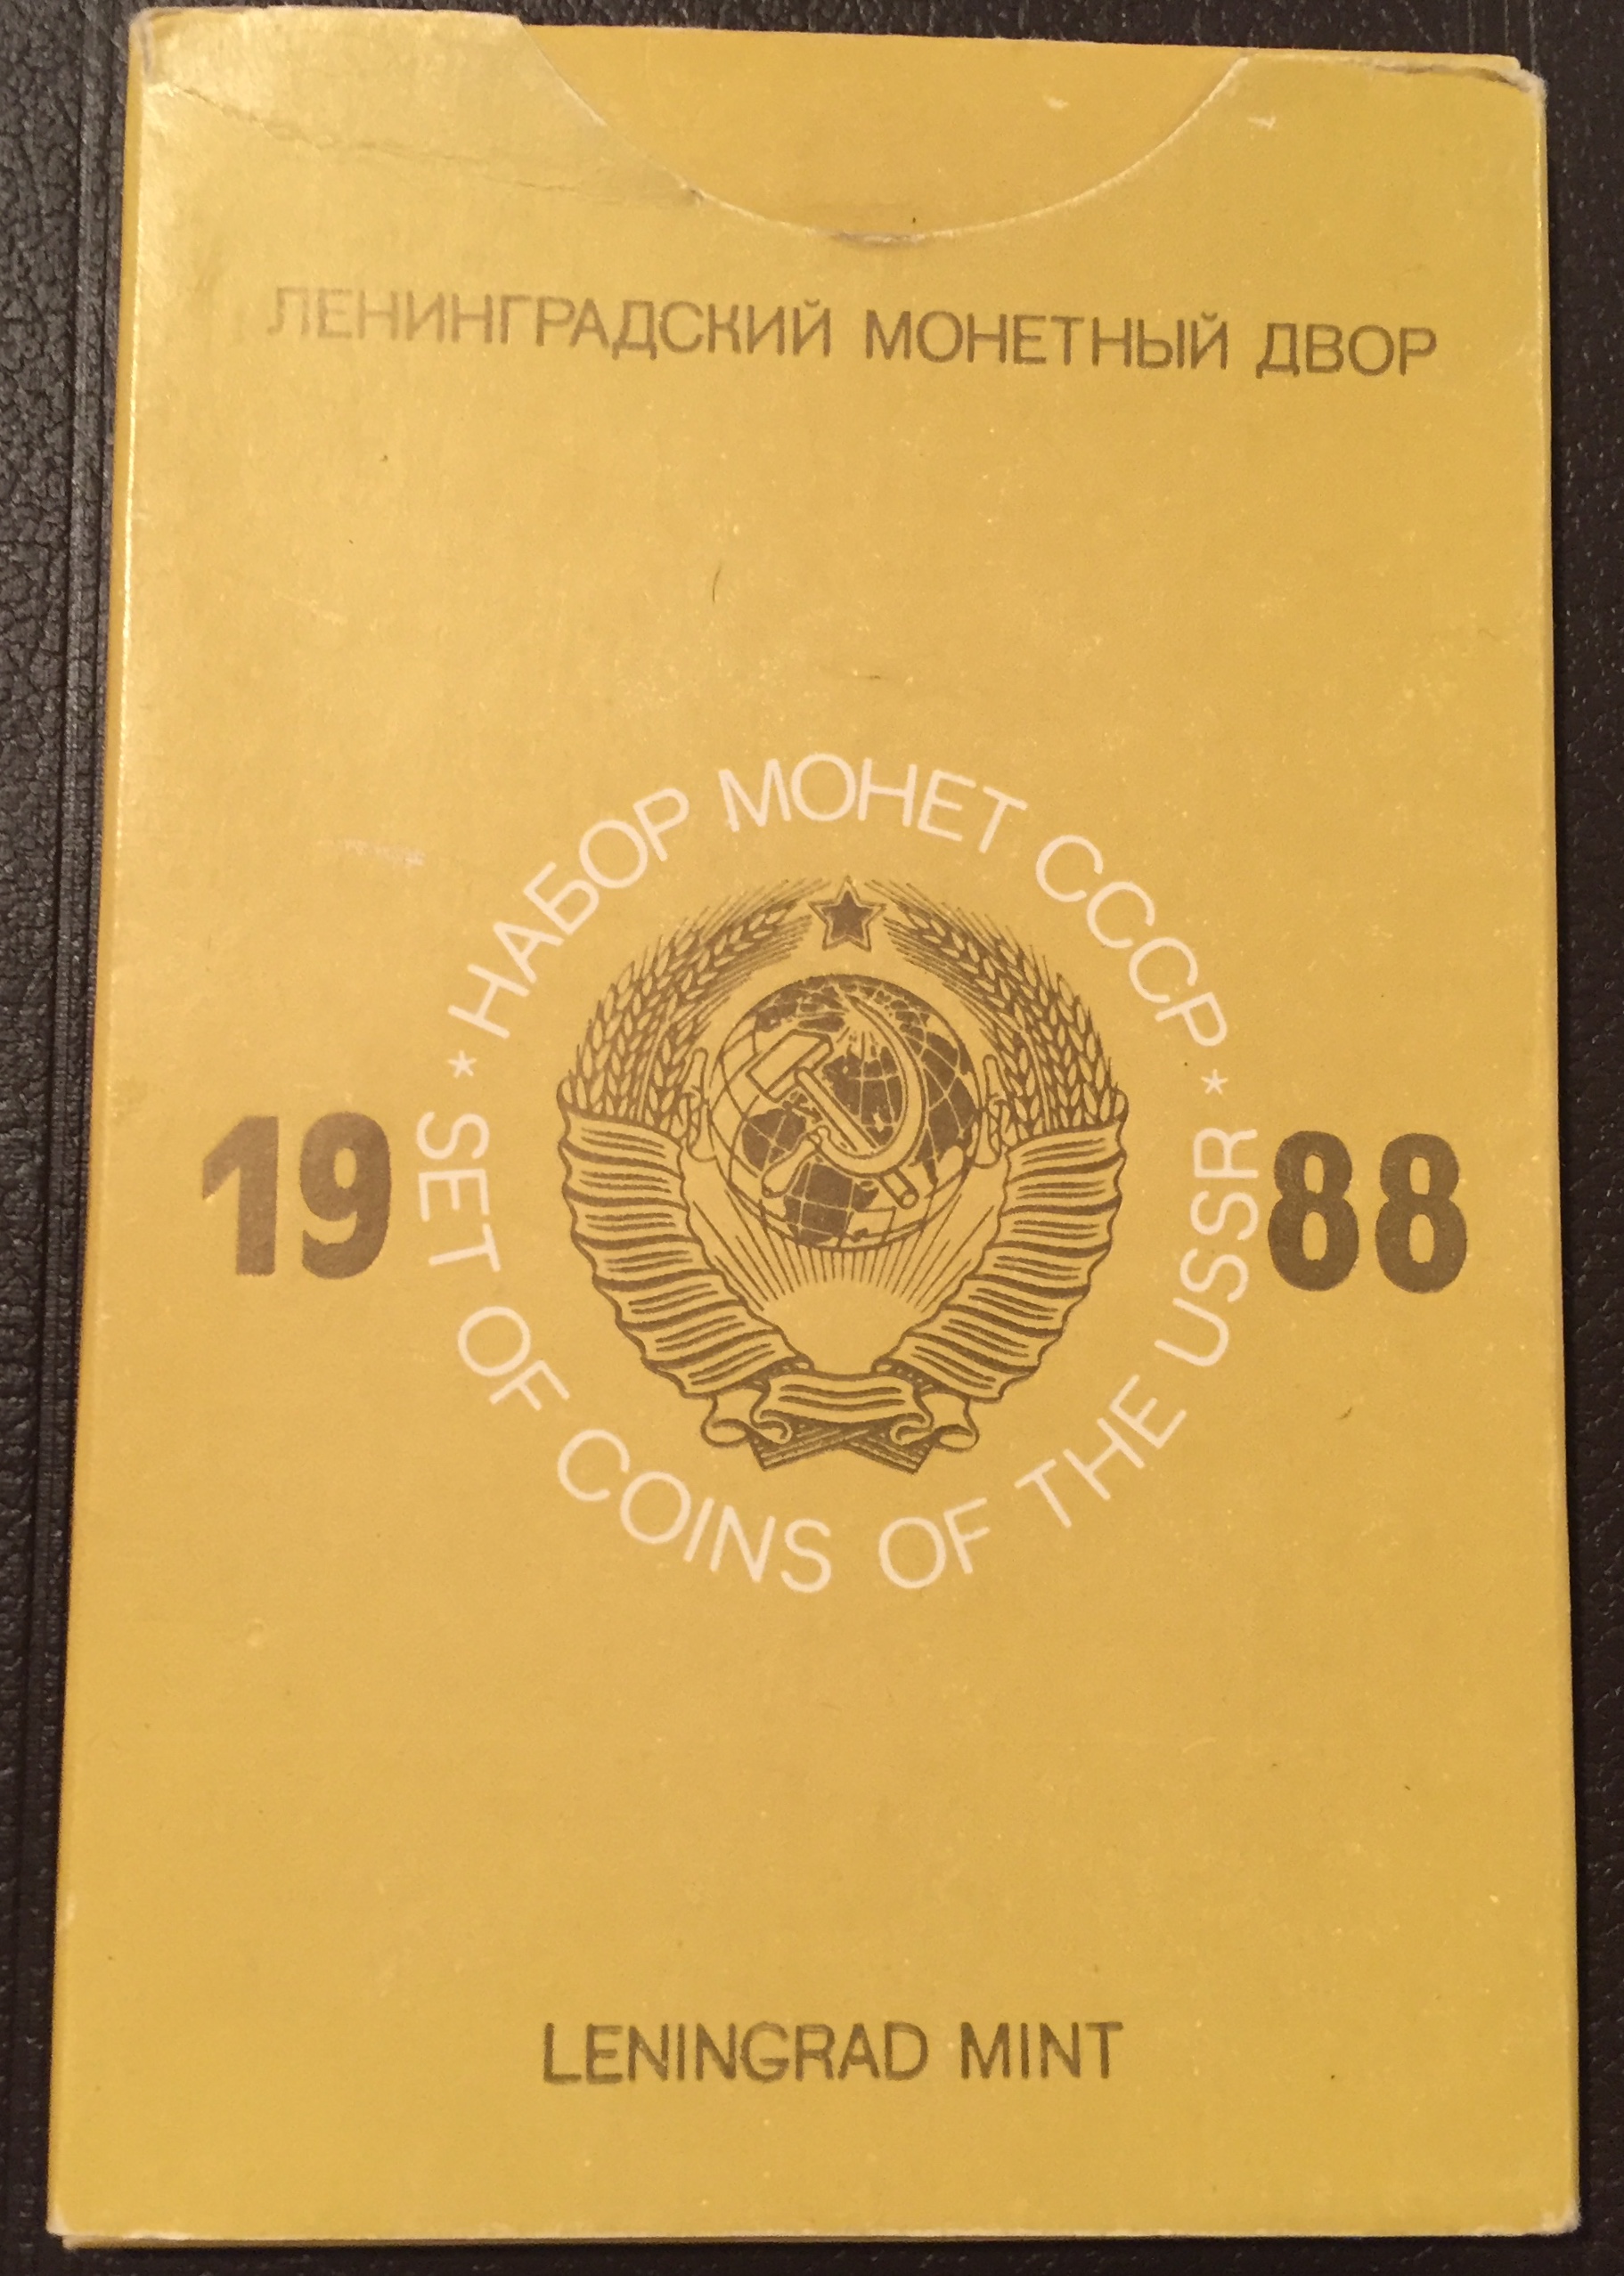 ЛЕНИНГРАДСКИЙ МОНЕТНЫЙ ДВОР
* НАБОР МОНЕТ СССР *
19 88
SET OF COINS OF THE USSR
LENINGRAD MINT